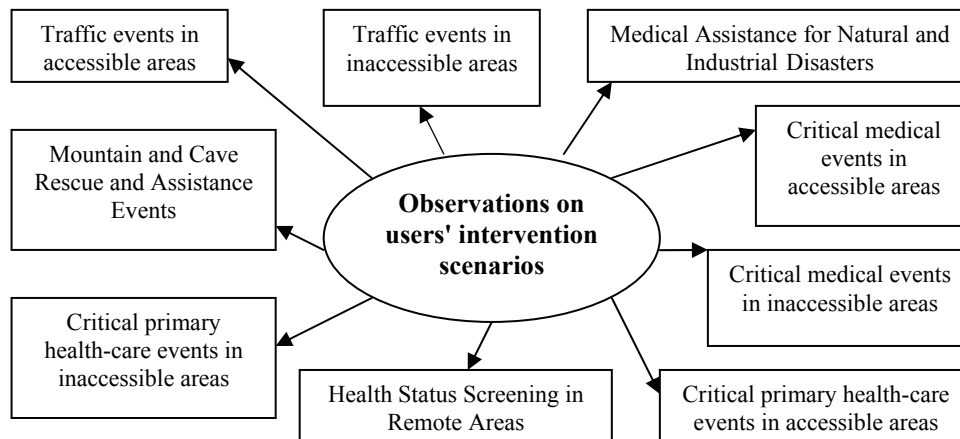 Traffic events in
accessible areas
Traffic events in
inaccessible areas
Medical Assistance for Natural and
Industrial Disasters
Mountain and Cave
Rescue and Assistance
Events
Critical medical
events in
accessible areas
Observations on
users' intervention
scenarios
Critical medical events
in inaccessible areas
Critical primary
health-care events in
inaccessible areas
Health Status Screening in
Remote Areas
Critical primary health-care
events in accessible areas